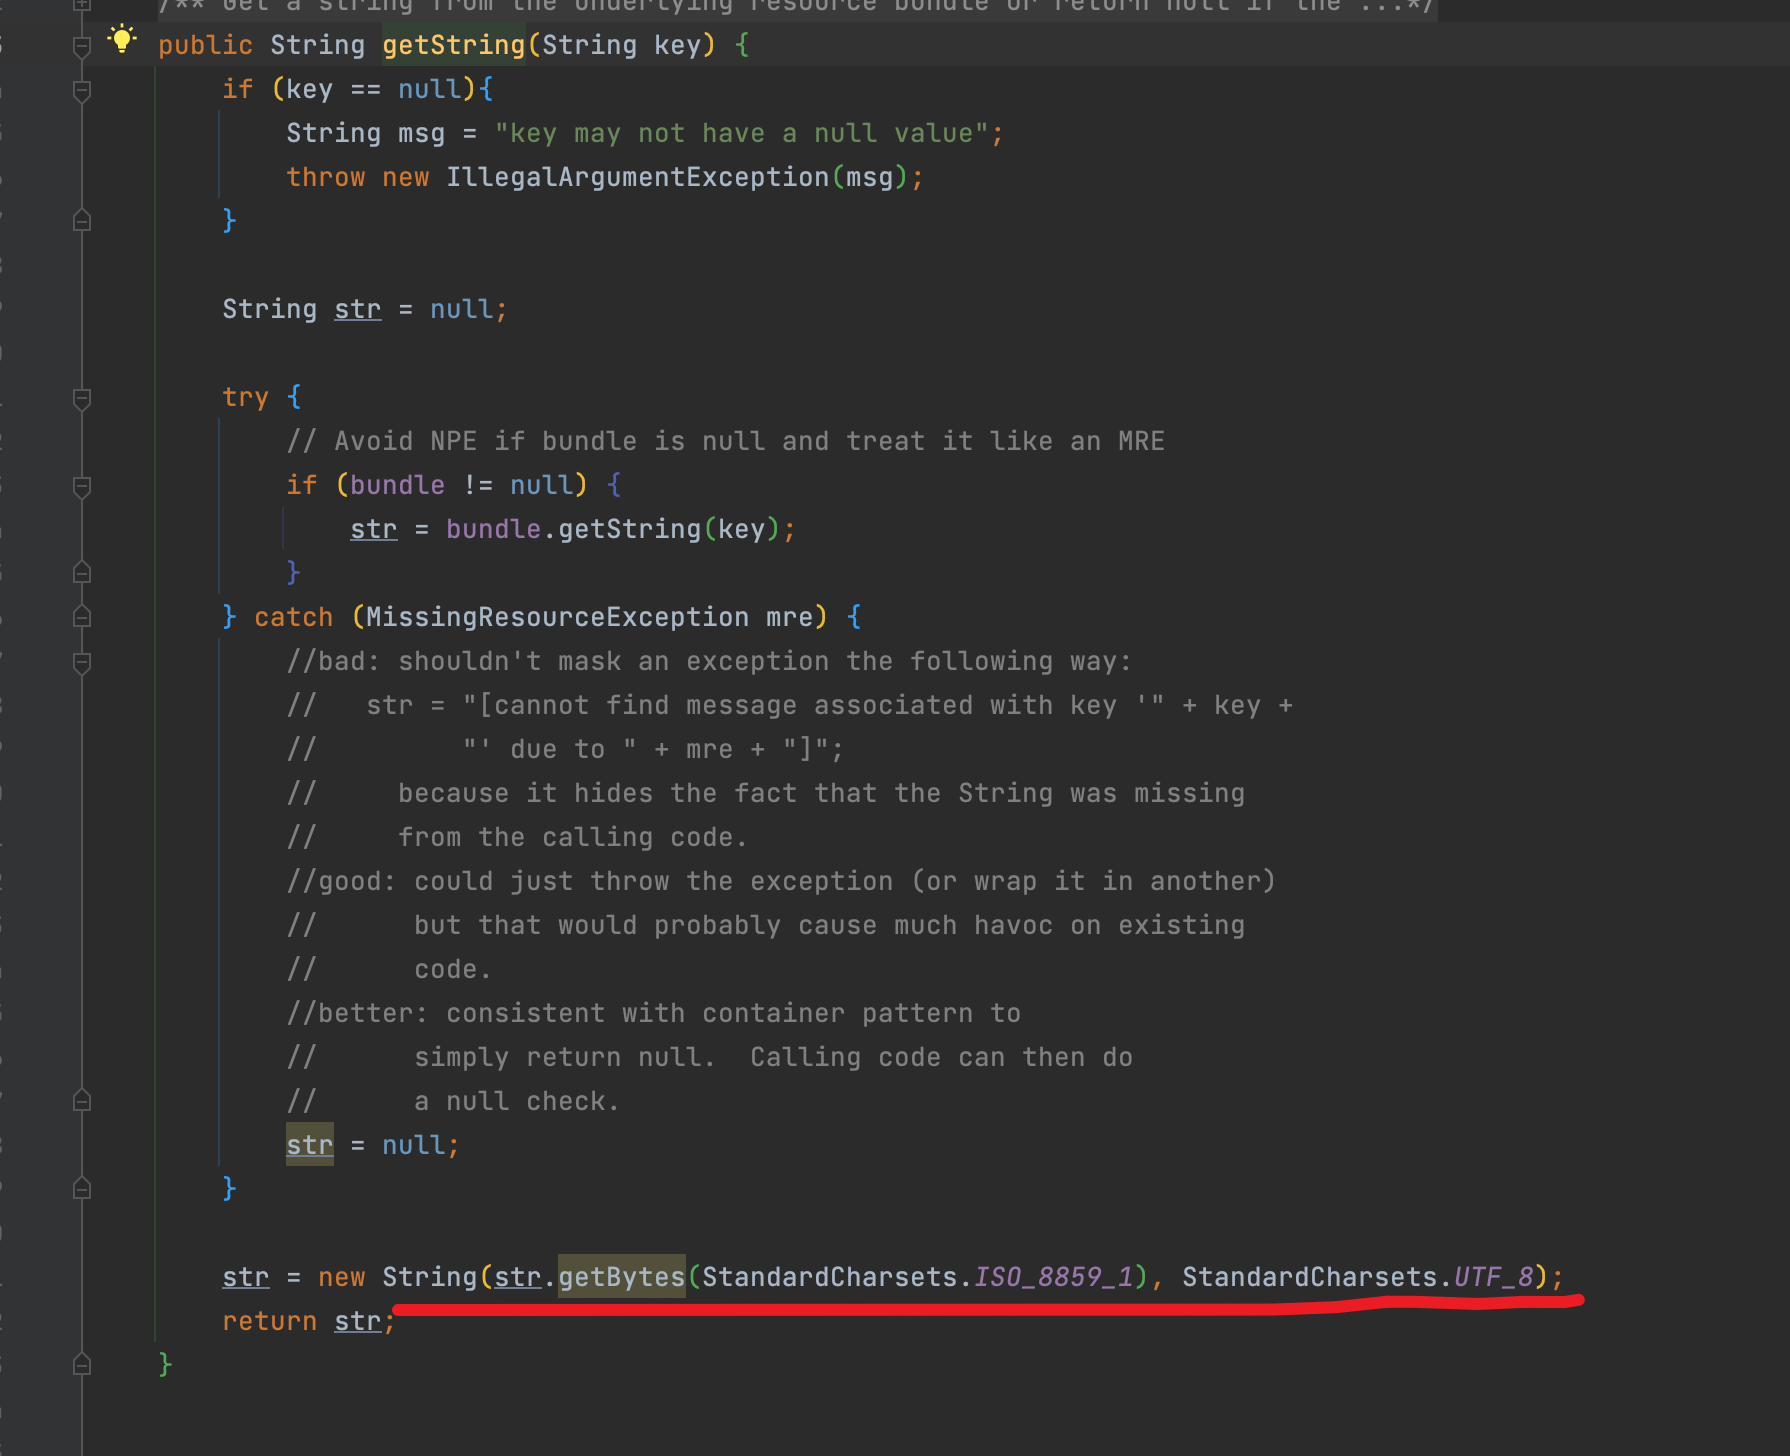 /** Get a string from the underlying resource bundle or return null if the ...*/
public String getString(String key) {
if (key == null){
String msg = "key may not have a null value";
throw new IllegalArgumentException(msg);
}
String str = null;
try {
// Avoid NPE if bundle is null and treat it like an MRE
if (bundle != null) {
str = bundle.getString(key);
}
} catch (MissingResourceException mre) {
//bad: shouldn't mask an exception the following way:
//   str = "[cannot find message associated with key '" + key +
//         "' due to " + mre + "]";
//     because it hides the fact that the String was missing
//     from the calling code.
//good: could just throw the exception (or wrap it in another)
//      but that would probably cause much havoc on existing
//      code.
//better: consistent with container pattern to
//      simply return null.  Calling code can then do
//      a null check.
str = null;
}
str = new String(str.getBytes(StandardCharsets.ISO_8859_1), StandardCharsets.UTF_8);
return str;
}